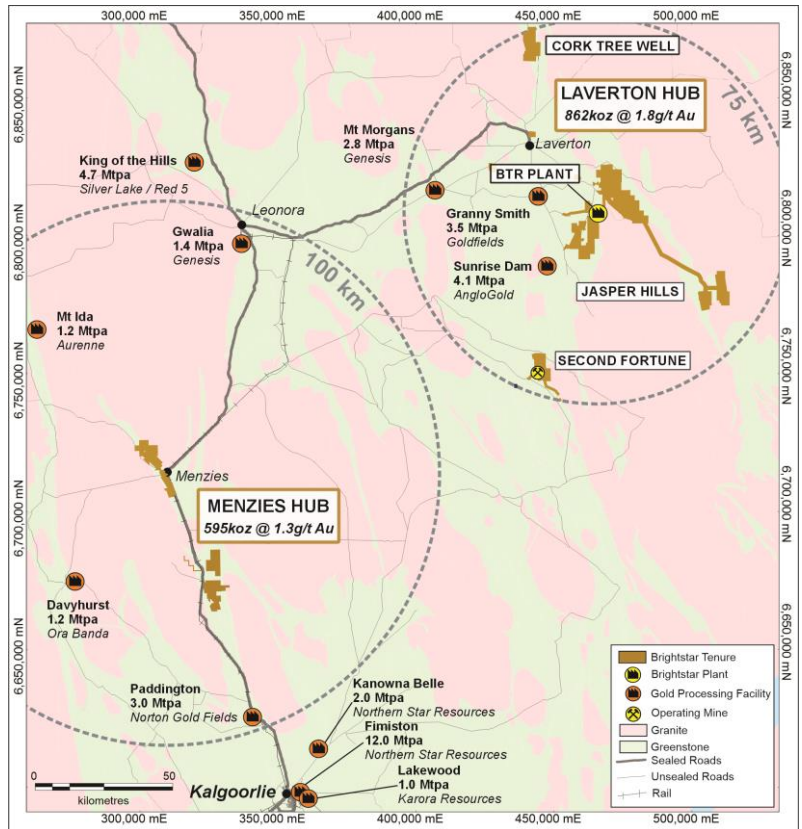 300,000 mE
350,000 mE
400,000 mE
450,000 mE
500,000 mE
6,850,000 mN
6,800,000 mN
6,750,000 mN
6,700,000 mN
6,650,000 mN
6,850,000 mN
6,800,000 mN
6,750,000 mN
6,700,000 mN
6,650,000 mN
CORK TREE WELL
LAVERTON HUB
862koz @ 1.8g/t Au
75 km
Mt Morgans
2.8 Mtpa
Genesis
Laverton
King of the Hills
4.7 Mtpa
Silver Lake / Red 5
BTR PLANT
Leonora
Granny Smith
3.5 Mtpa
Goldfields
Gwalia
1.4 Mtpa
Genesis
100 km
Sunrise Dam
4.1 Mtpa
AngloGold
JASPER HILLS
Mt Ida
1.2 Mtpa
Aurenne
SECOND FORTUNE
Menzies
MENZIES HUB
595koz @ 1.3g/t Au
Davyhurst
1.2 Mtpa
Ora Banda
Paddington
3.0 Mtpa
Norton Gold Fields
Kanowna Belle
2.0 Mtpa
Northern Star Resources
Fimiston
12.0 Mtpa
Northern Star Resources
Lakewood
1.0 Mtpa
Karora Resources
Kalgoorlie
0
50
kilometres
Brightstar Tenure
Brightstar Plant
Gold Processing Facility
Operating Mine
Granite
Greenstone
Sealed Roads
Unsealed Roads
Rail
300,000 mE
350,000 mE
400,000 mE
450,000 mE
500,000 mE